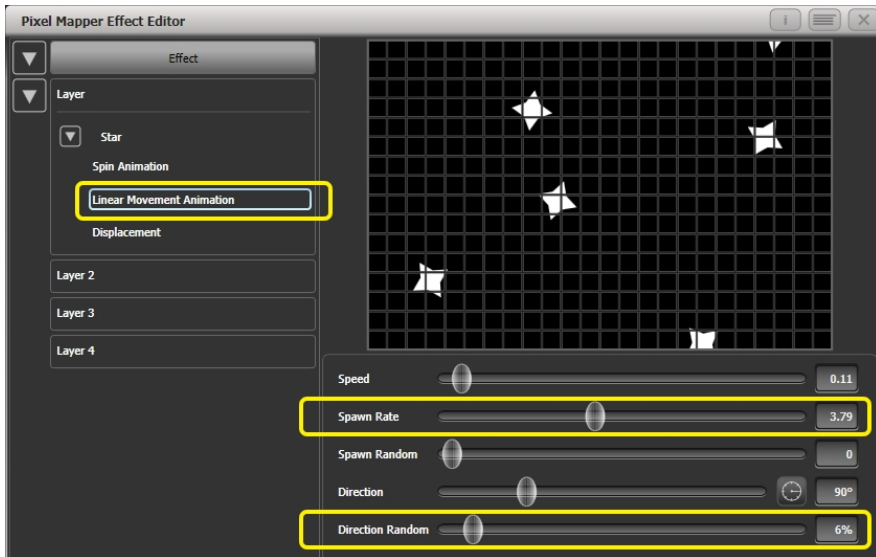 Pixel Mapper Effect Editor
i
Effect
Layer
Star
Spin Animation
Linear Movement Animation
Displacement
Layer 2
Layer 3
Layer 4
Speed 0.11
Spawn Rate 3.79
Spawn Random 0
Direction 90°
Direction Random 6%